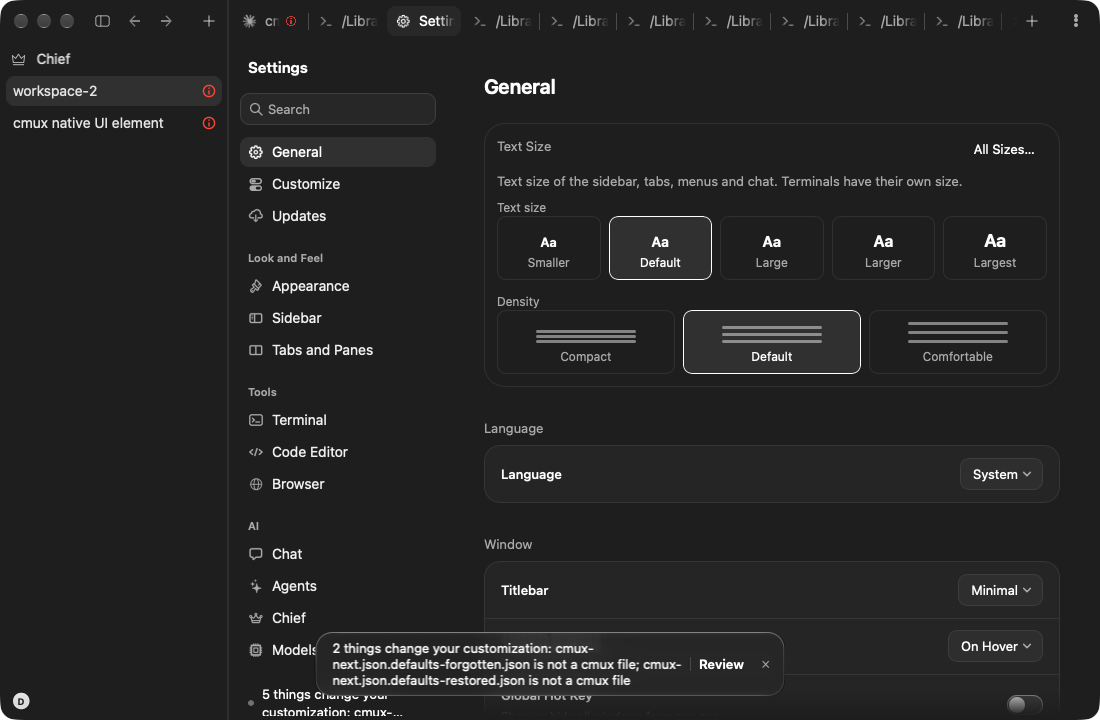 cn
/Libra
Settin
/Libra
/Libra
/Libra
/Libra
/Libra
/Libra
/Libra
Chief
workspace-2
cmux native UI element
D
Settings
Search
General
Customize
Updates
Look and Feel
Appearance
Sidebar
Tabs and Panes
Tools
Terminal
Code Editor
Browser
AI
Chat
Agents
Chief
Models
5 things change your
customization: cmux-...
General
Text Size
All Sizes...
Text size of the sidebar, tabs, menus and chat. Terminals have their own size.
Text size
Aa
Smaller
Aa
Default
Aa
Large
Aa
Larger
Aa
Largest
Density
Compact
Default
Comfortable
Language
Language
System
Window
Titlebar
Minimal
On Hover
Global Hot Key
2 things change your customization: cmux-
next.json.defaults-forgotten.json is not a cmux file; cmux-
next.json.defaults-restored.json is not a cmux file
Review